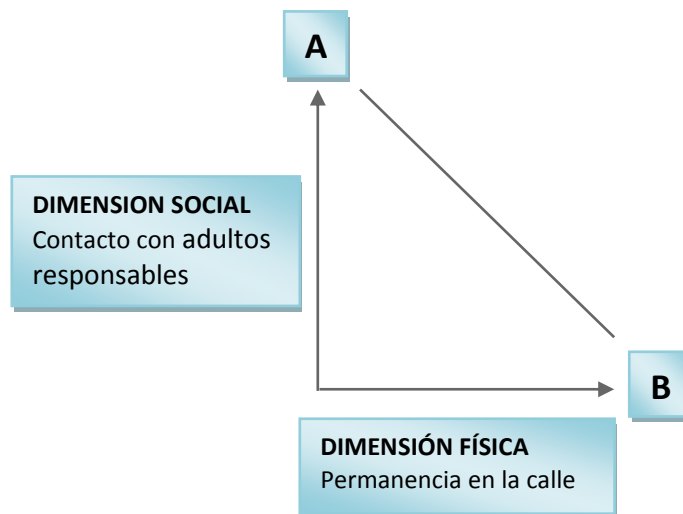 A
DIMENSION SOCIAL
Contacto con adultos
responsables
B
DIMENSIÓN FÍSICA
Permanencia en la calle